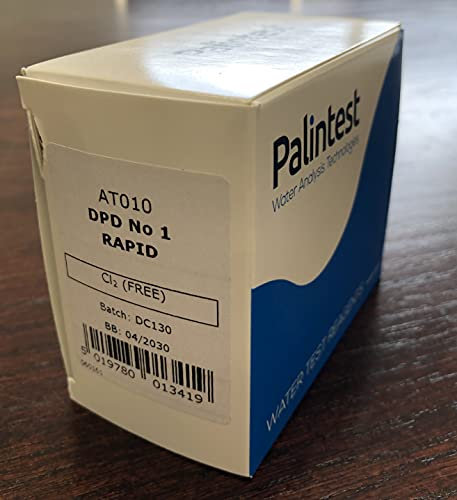 AT010
DPD No 1
RAPID
Cl₂ (FREE)
Batch: DC130
BB: 04/2030
5 019780 013419
Palintest
Water Analysis Technologies
WATER TEST REAGENTS